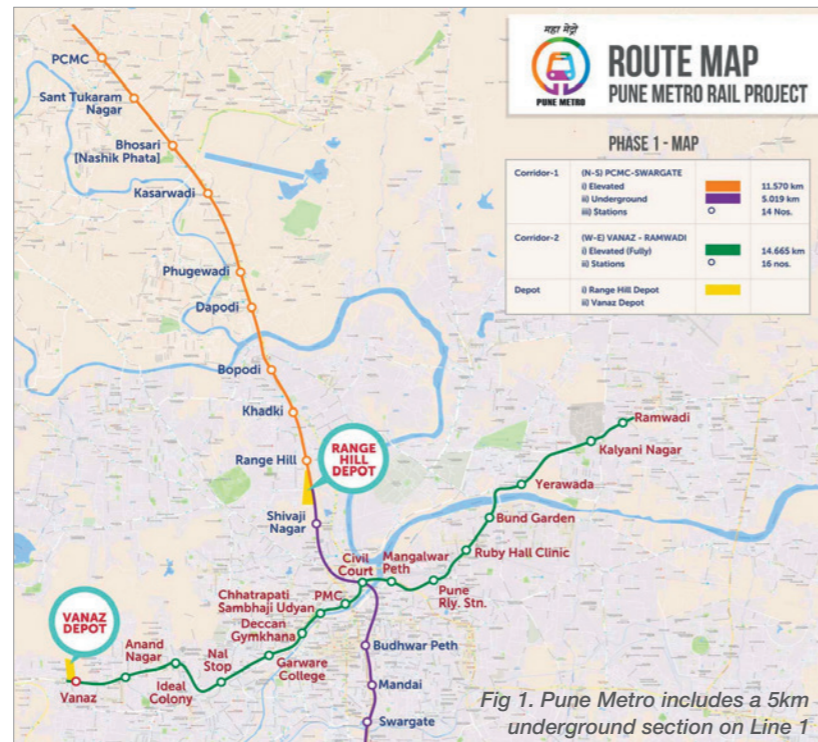 महा मेट्रो
PUNE METRO
ROUTE MAP
PUNE METRO RAIL PROJECT
PHASE 1 - MAP
Corridor-1 (N-S) PCMC-SWARGATE
i) Elevated 11.570 km
ii) Underground 5.019 km
iii) Stations 14 Nos.
Corridor-2 (W-E) VANAZ - RAMWADI
i) Elevated (Fully) 14.665 km
ii) Stations 16 nos.
Depot i) Range Hill Depot
ii) Vanaz Depot
PCMC
Sant Tukaram
Nagar
Bhosari
[Nashik Phata]
Kasarwadi
Phugewadi
Dapodi
Bopodi
Khadki
Range Hill
RANGE
HILL
DEPOT
Shivaji
Nagar
Civil
Court
Mangalwar
Peth
Pune
Rly. Stn.
Ruby Hall Clinic
Bund Garden
Yerawada
Kalyani Nagar
Ramwadi
Chhatrapati
Sambhaji Udyan
PMC
Deccan
Gymkhana
Garware
College
Nal
Stop
Ideal
Colony
Anand
Nagar
Vanaz
VANAZ
DEPOT
Budhwar Peth
Mandai
Swargate
Fig 1. Pune Metro includes a 5km
underground section on Line 1